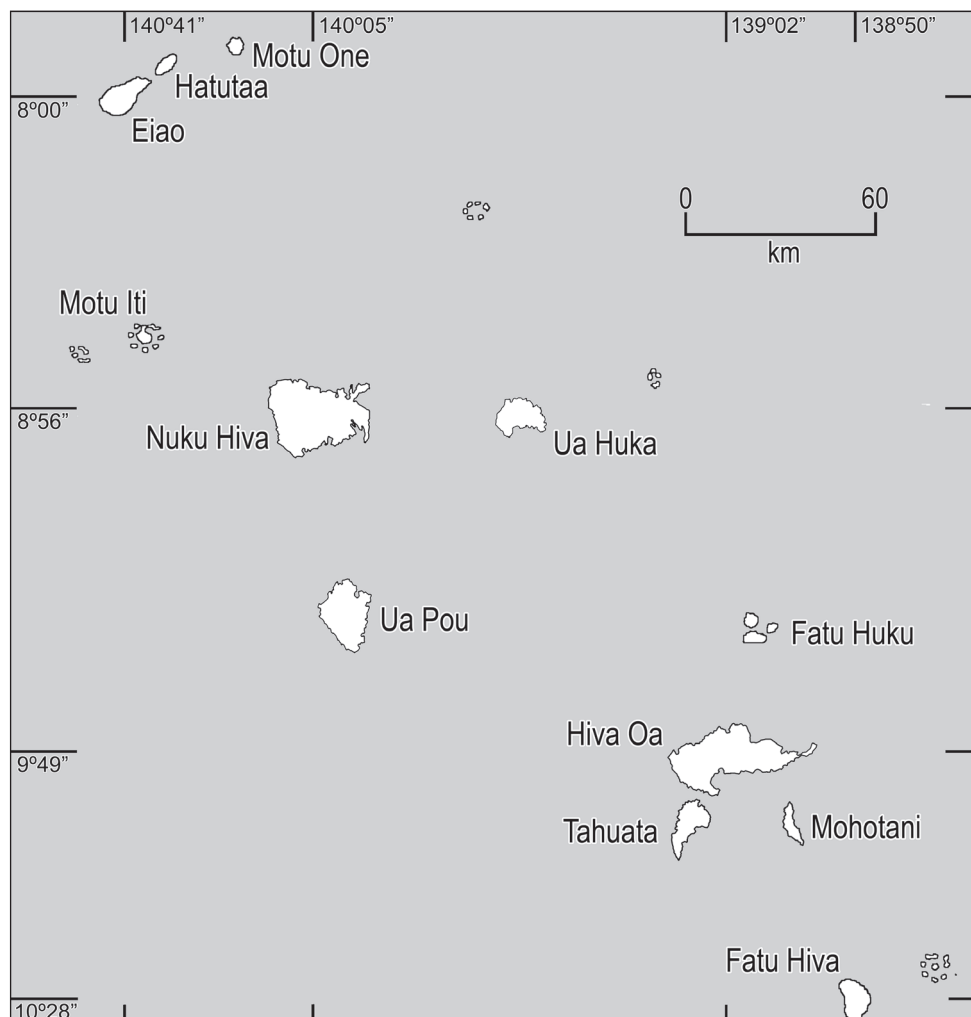 140º41” 140º05” 139º02” 138º50”
Motu One
Hatutaa
8º00”
Eiao
0 60
km
Motu Iti
8º56”
Nuku Hiva
Ua Huka
Ua Pou
Fatu Huku
Hiva Oa
9º49”
Tahuata
Mohotani
Fatu Hiva
10º28”